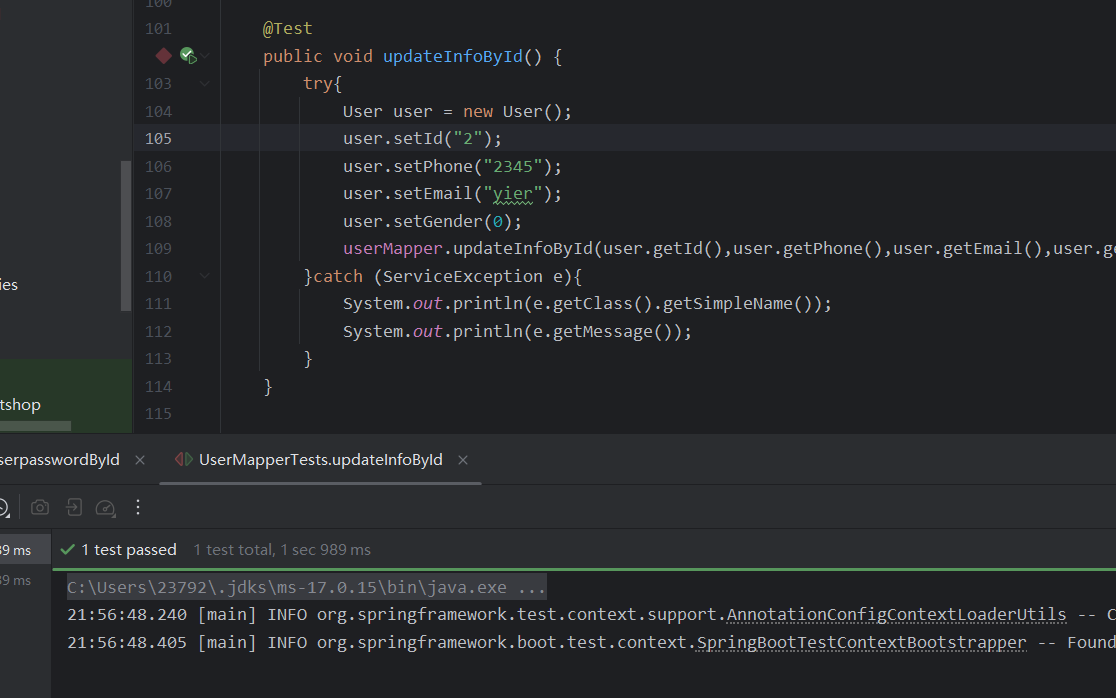 100
101 @Test
public void updateInfoById() {
103 try{
104 User user = new User();
105 user.setId("2");
106 user.setPhone("2345");
107 user.setEmail("yier");
108 user.setGender(0);
109 userMapper.updateInfoById(user.getId(),user.getPhone(),user.getEmail(),user.ge
110 }catch (ServiceException e){
111 System.out.println(e.getClass().getSimpleName());
112 System.out.println(e.getMessage());
113 }
114 }
115
ies
tshop
serpasswordById × UserMapperTests.updateInfoById ×
39 ms 1 test passed 1 test total, 1 sec 989 ms
39 ms
C:\Users\23792\.jdks\ms-17.0.15\bin\java.exe ...
21:56:48.240 [main] INFO org.springframework.test.context.support.AnnotationConfigContextLoaderUtils -- C
21:56:48.405 [main] INFO org.springframework.boot.test.context.SpringBootTestContextBootstrapper -- Found